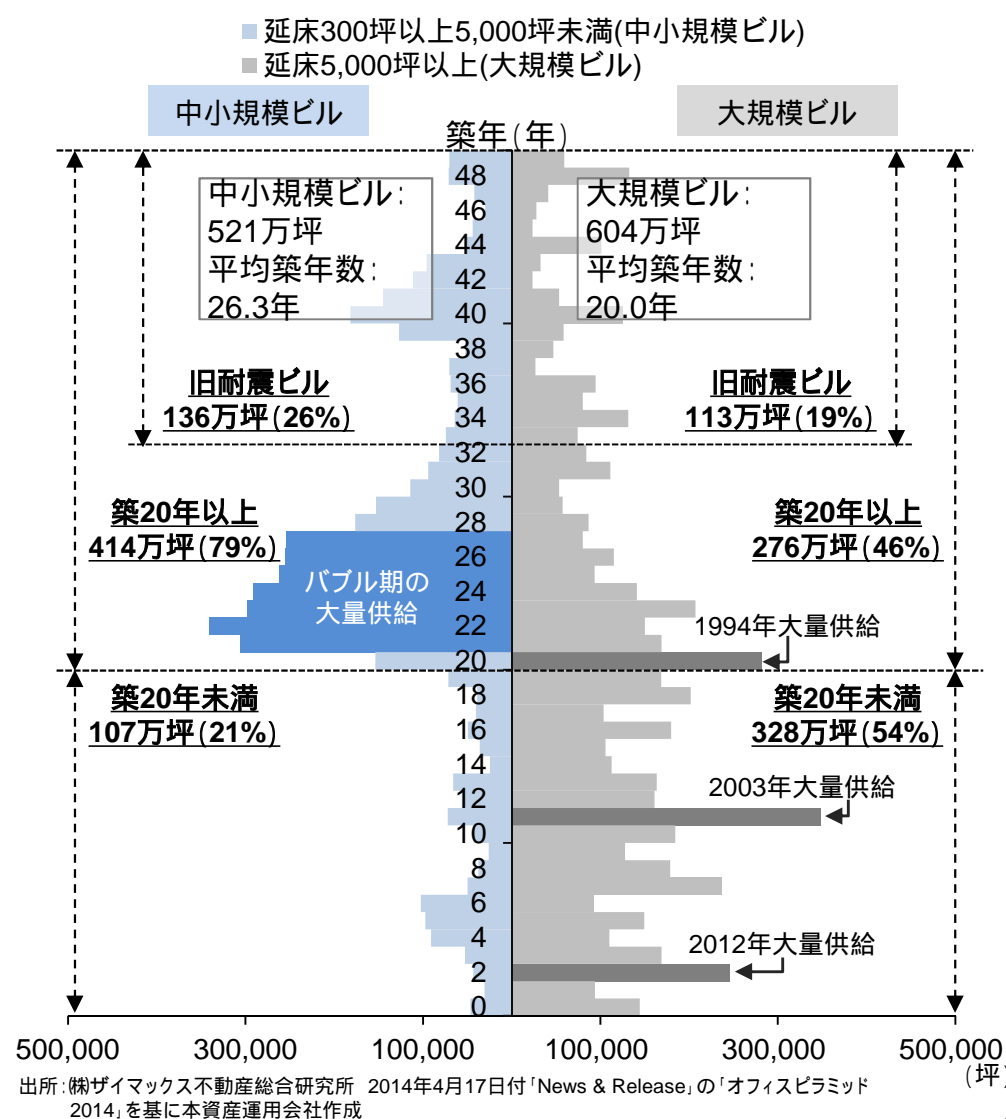 延床300坪以上5,000坪未満(中小規模ビル)
延床5,000坪以上(大規模ビル)
中小規模ビル
大規模ビル
築年(年)
中小規模ビル:
521万坪
平均築年数:
26.3年
大規模ビル:
604万坪
平均築年数:
20.0年
48
46
44
42
40
38
36
34
32
30
28
26
24
22
20
18
16
14
12
10
8
6
4
2
0
旧耐震ビル
136万坪(26%)
旧耐震ビル
113万坪(19%)
築20年以上
414万坪(79%)
築20年以上
276万坪(46%)
バブル期の
大量供給
1994年大量供給
築20年未満
107万坪(21%)
築20年未満
328万坪(54%)
2003年大量供給
2012年大量供給
500,000
300,000
100,000
100,000
300,000
500,000
(坪)
出所:㈱ザイマックス不動産総合研究所 2014年4月17日付「News & Release」の「オフィスピラミッド
2014」を基に本資産運用会社作成